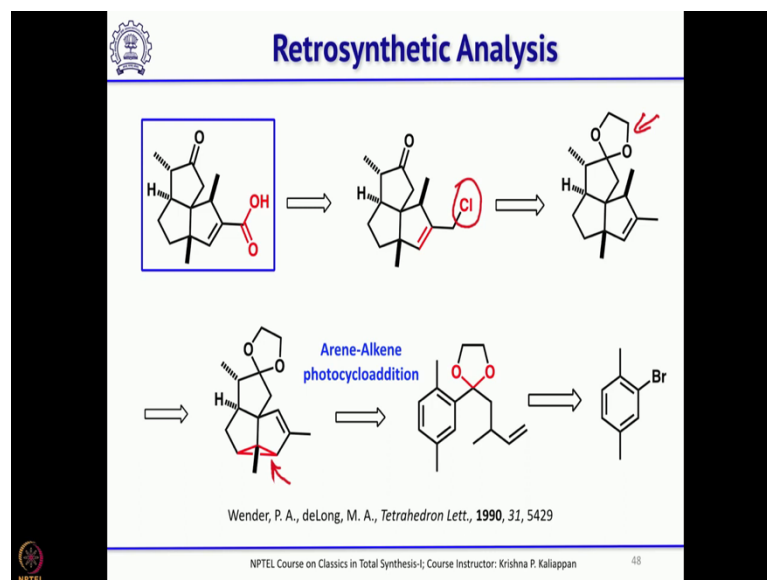 Retrosynthetic Analysis
O
H
OH
O
O
H
Cl
O
O
H
O
O
H
Arene-Alkene
photocycloaddition
O
O
Br
Wender, P. A., deLong, M. A., Tetrahedron Lett., 1990, 31, 5429
NPTEL Course on Classics in Total Synthesis-I; Course Instructor: Krishna P. Kaliappan
48
NPTEL